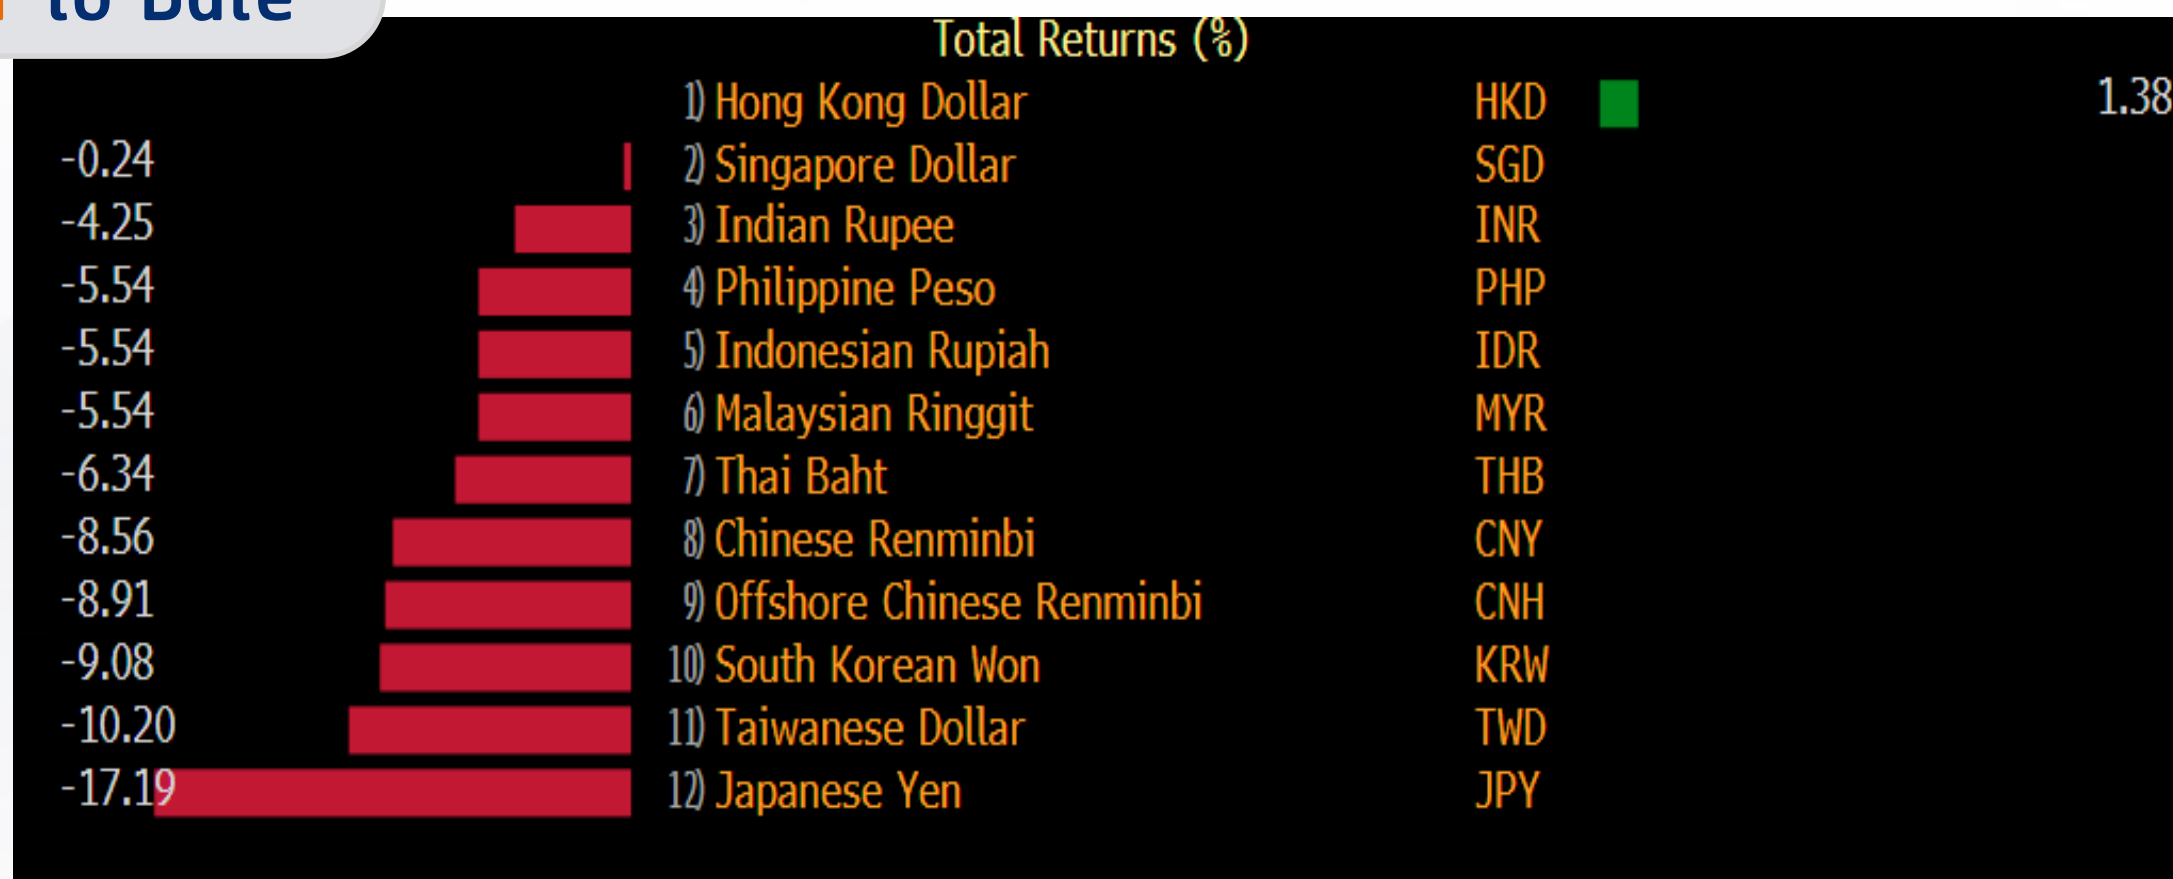 to Date
Total Returns (%)
1) Hong Kong Dollar HKD 1.38
-0.24 2) Singapore Dollar SGD
-4.25 3) Indian Rupee INR
-5.54 4) Philippine Peso PHP
-5.54 5) Indonesian Rupiah IDR
-5.54 6) Malaysian Ringgit MYR
-6.34 7) Thai Baht THB
-8.56 8) Chinese Renminbi CNY
-8.91 9) Offshore Chinese Renminbi CNH
-9.08 10) South Korean Won KRW
-10.20 11) Taiwanese Dollar TWD
-17.19 12) Japanese Yen JPY